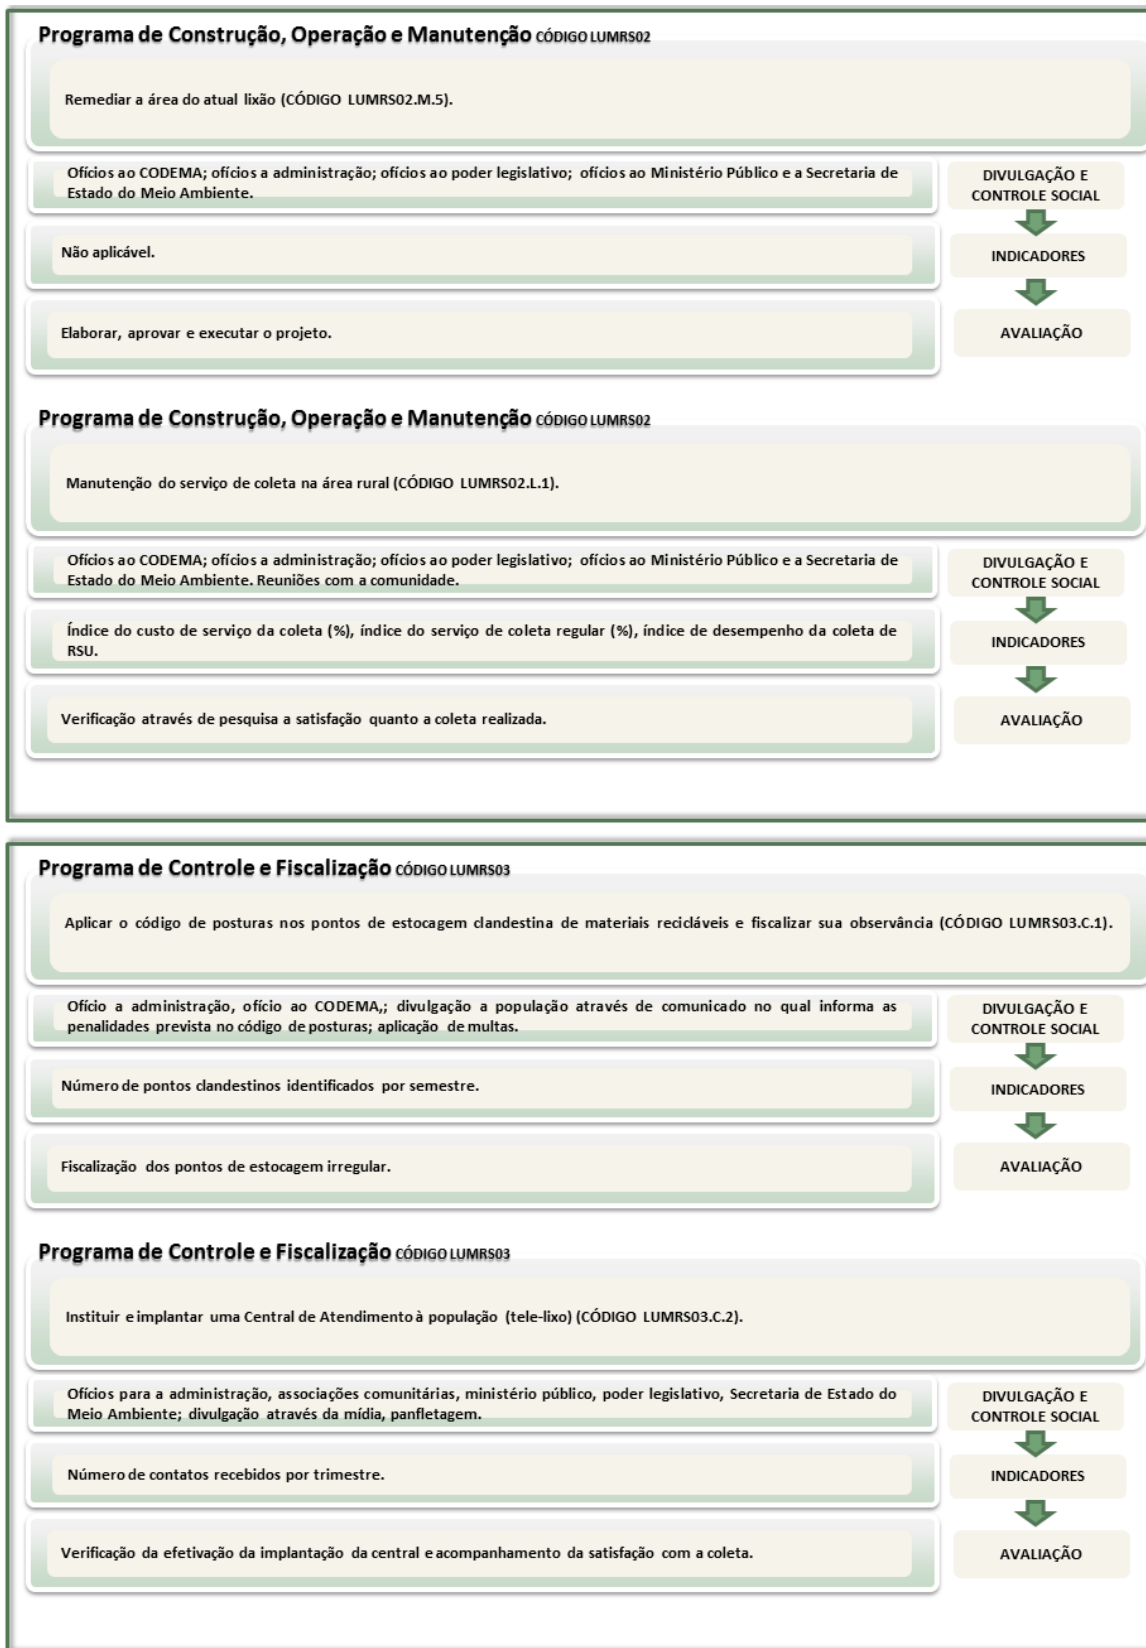 Programa de Construção, Operação e Manutenção CÓDIGO LUMRS02
Remediar a área do atual lixão (CÓDIGO LUMRS02.M.5).
Ofícios ao CODEMA; ofícios a administração; ofícios ao poder legislativo; ofícios ao Ministério Público e a Secretaria de
Estado do Meio Ambiente.
DIVULGAÇÃO E
CONTROLE SOCIAL
Não aplicável.
INDICADORES
Elaborar, aprovar e executar o projeto.
AVALIAÇÃO
Programa de Construção, Operação e Manutenção CÓDIGO LUMRS02
Manutenção do serviço de coleta na área rural (CÓDIGO LUMRS02.L.1).
Ofícios ao CODEMA; ofícios a administração; ofícios ao poder legislativo; ofícios ao Ministério Público e a Secretaria de
Estado do Meio Ambiente. Reuniões com a comunidade.
DIVULGAÇÃO E
CONTROLE SOCIAL
Índice do custo de serviço da coleta (%), índice do serviço de coleta regular (%), índice de desempenho da coleta de
RSU.
INDICADORES
Verificação através de pesquisa a satisfação quanto a coleta realizada.
AVALIAÇÃO
Programa de Controle e Fiscalização CÓDIGO LUMRS03
Aplicar o código de posturas nos pontos de estocagem clandestina de materiais recicláveis e fiscalizar sua observância (CÓDIGO LUMRS03.C.1).
Ofício a administração, ofício ao CODEMA,; divulgação a população através de comunicado no qual informa as
penalidades prevista no código de posturas; aplicação de multas.
DIVULGAÇÃO E
CONTROLE SOCIAL
Número de pontos clandestinos identificados por semestre.
INDICADORES
Fiscalização dos pontos de estocagem irregular.
AVALIAÇÃO
Programa de Controle e Fiscalização CÓDIGO LUMRS03
Instituir e implantar uma Central de Atendimento à população (tele-lixo) (CÓDIGO LUMRS03.C.2).
Ofícios para a administração, associações comunitárias, ministério público, poder legislativo, Secretaria de Estado do
Meio Ambiente; divulgação através da mídia, panfletagem.
DIVULGAÇÃO E
CONTROLE SOCIAL
Número de contatos recebidos por trimestre.
INDICADORES
Verificação da efetivação da implantação da central e acompanhamento da satisfação com a coleta.
AVALIAÇÃO